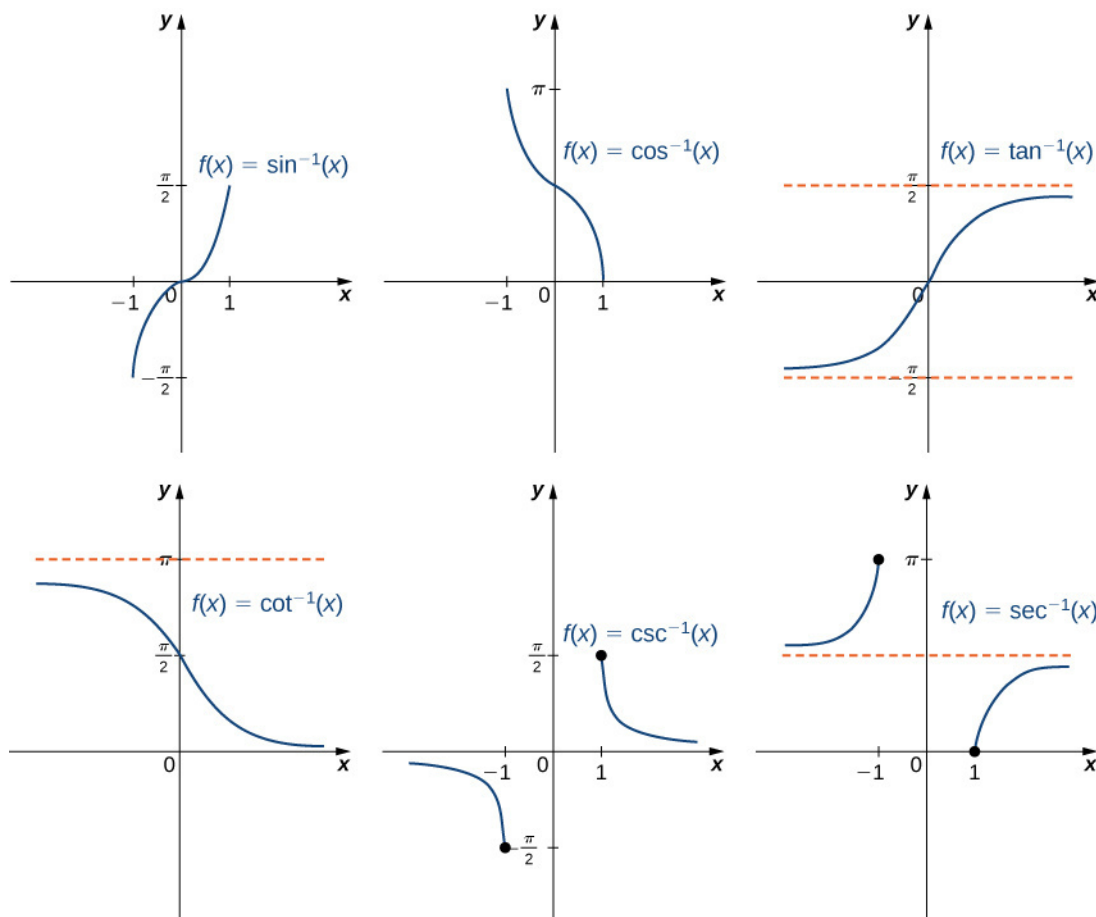 y
f(x) = sin⁻¹(x)
π/2
−1
0
1
x
−π/2
y
π
f(x) = cos⁻¹(x)
−1
0
1
x
y
f(x) = tan⁻¹(x)
π/2
0
x
−π/2
y
π
f(x) = cot⁻¹(x)
π/2
0
x
y
f(x) = csc⁻¹(x)
π/2
−1
0
1
x
−π/2
y
π
f(x) = sec⁻¹(x)
π/2
−1
0
1
x